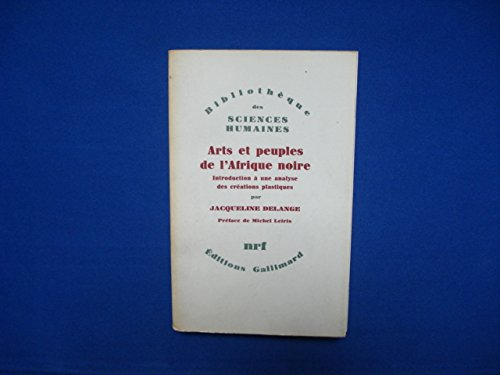 Bibliothèque
des
SCIENCES
HUMAINES
Arts et peuples
de l'Afrique noire
Introduction à une analyse
des créations plastiques
par
JACQUELINE DELANGE
Préface de Michel Leiris
nrf
Éditions Gallimard